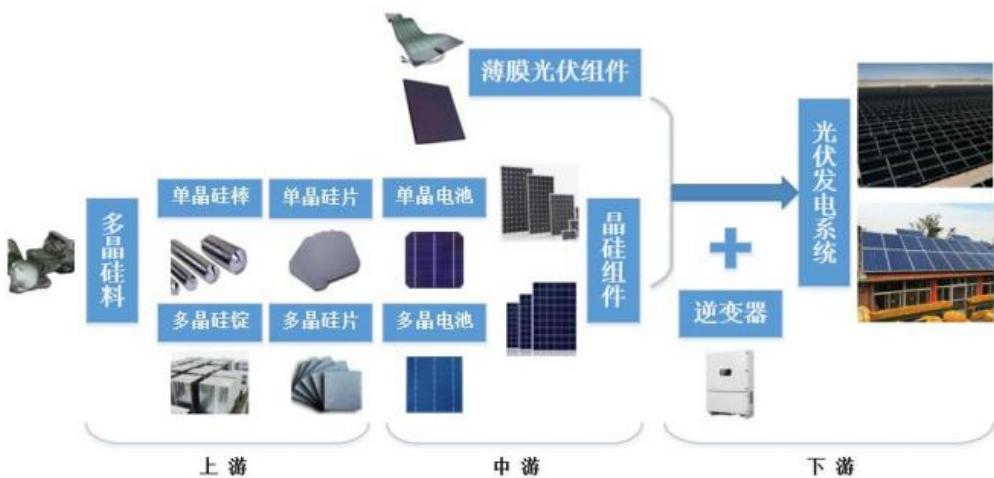 薄膜光伏组件
单晶硅棒
单晶硅片
单晶电池
多晶硅料
晶硅组件
光伏发电系统
多晶硅锭
多晶硅片
多晶电池
逆变器
上 游
中 游
下 游